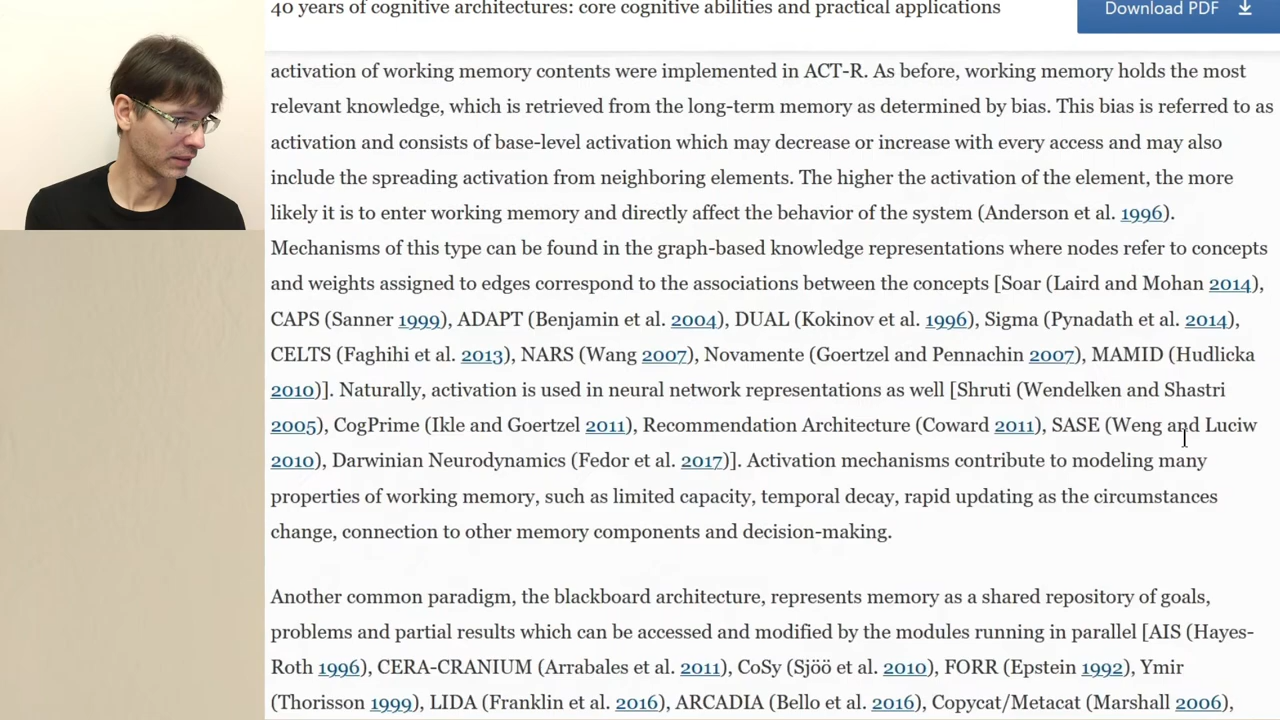 40 years of cognitive architectures: core cognitive abilities and practical applications
Download PDF
activation of working memory contents were implemented in ACT-R. As before, working memory holds the most
relevant knowledge, which is retrieved from the long-term memory as determined by bias. This bias is referred to as
activation and consists of base-level activation which may decrease or increase with every access and may also
include the spreading activation from neighboring elements. The higher the activation of the element, the more
likely it is to enter working memory and directly affect the behavior of the system (Anderson et al. 1996).
Mechanisms of this type can be found in the graph-based knowledge representations where nodes refer to concepts
and weights assigned to edges correspond to the associations between the concepts [Soar (Laird and Mohan 2014),
CAPS (Sanner 1999), ADAPT (Benjamin et al. 2004), DUAL (Kokinov et al. 1996), Sigma (Pynadath et al. 2014),
CELTS (Faghihi et al. 2013), NARS (Wang 2007), Novamente (Goertzel and Pennachin 2007), MAMID (Hudlicka
2010)]. Naturally, activation is used in neural network representations as well [Shruti (Wendelken and Shastri
2005), CogPrime (Ikle and Goertzel 2011), Recommendation Architecture (Coward 2011), SASE (Weng and Luciw
2010), Darwinian Neurodynamics (Fedor et al. 2017)]. Activation mechanisms contribute to modeling many
properties of working memory, such as limited capacity, temporal decay, rapid updating as the circumstances
change, connection to other memory components and decision-making.
Another common paradigm, the blackboard architecture, represents memory as a shared repository of goals,
problems and partial results which can be accessed and modified by the modules running in parallel [AIS (Hayes-
Roth 1996), CERA-CRANIUM (Arrabales et al. 2011), CoSy (Sjöö et al. 2010), FORR (Epstein 1992), Ymir
(Thorisson 1999), LIDA (Franklin et al. 2016), ARCADIA (Bello et al. 2016), Copycat/Metacat (Marshall 2006),